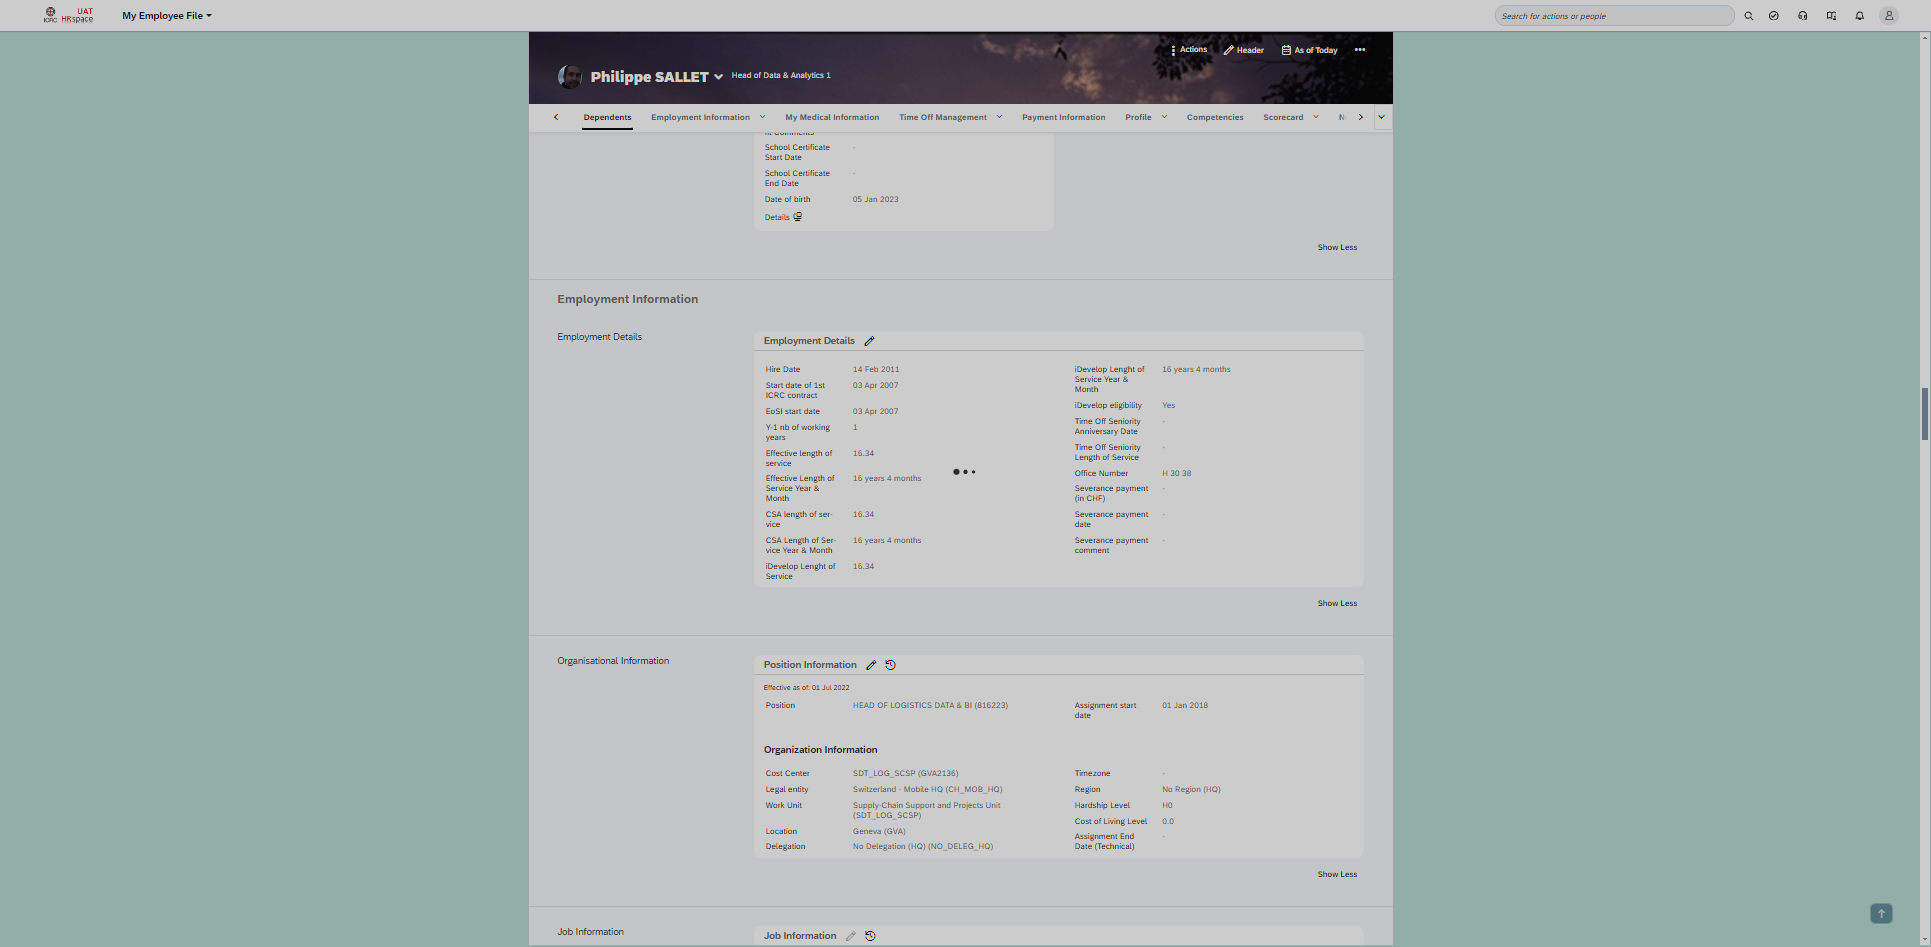 ICRC UAT HRspace
My Employee File
Search for actions or people
Actions Header As of Today
Philippe SALLET Head of Data & Analytics 1
Dependents Employment Information My Medical Information Time Off Management Payment Information Profile Competencies Scorecard
School Certificate -
Start Date
School Certificate -
End Date
Date of birth 05 Jan 2023
Details
Show Less
Employment Information
Employment Details
Employment Details
Hire Date 14 Feb 2011
Start date of 1st 03 Apr 2007
ICRC contract
EoSI start date 03 Apr 2007
Y-1 nb of working 1
years
Effective length of 16.34
service
Effective Length of 16 years 4 months
Service Year &
Month
CSA length of ser- 16.34
vice
CSA Length of Ser- 16 years 4 months
vice Year & Month
iDevelop Lenght of 16.34
Service
iDevelop Lenght of 16 years 4 months
Service Year &
Month
iDevelop eligibility Yes
Time Off Seniority -
Anniversary Date
Time Off Seniority -
Length of Service
Office Number H 30 38
Severance payment -
(in CHF)
Severance payment -
date
Severance payment -
comment
Show Less
Organisational Information
Position Information
Effective as of: 01 Jul 2022
Position HEAD OF LOGISTICS DATA & BI (816223)
Assignment start 01 Jan 2018
date
Organization Information
Cost Center SDT_LOG_SCSP (GVA2136)
Legal entity Switzerland - Mobile HQ (CH_MOB_HQ)
Work Unit Supply-Chain Support and Projects Unit
(SDT_LOG_SCSP)
Location Geneva (GVA)
Delegation No Delegation (HQ) (NO_DELEG_HQ)
Timezone -
Region No Region (HQ)
Hardship Level H0
Cost of Living Level 0.0
Assignment End -
Date (Technical)
Show Less
Job Information
Job Information